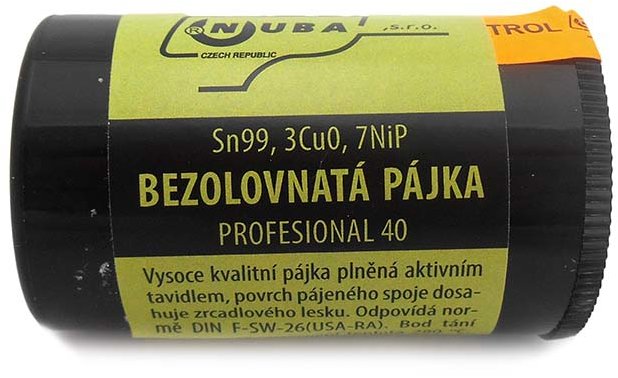 ® NUBA
,s.r.o.
CZECH REPUBLIC
TROL
Sn99, 3Cu0, 7NiP
BEZOLOVNATÁ PÁJKA
PROFESIONAL 40
Vysoce kvalitní pájka plněná aktivním
tavidlem, povrch pájeného spoje dosa-
huje zrcadlového lesku. Odpovídá nor-
mě DIN F-SW-26(USA-RA). Bod tání